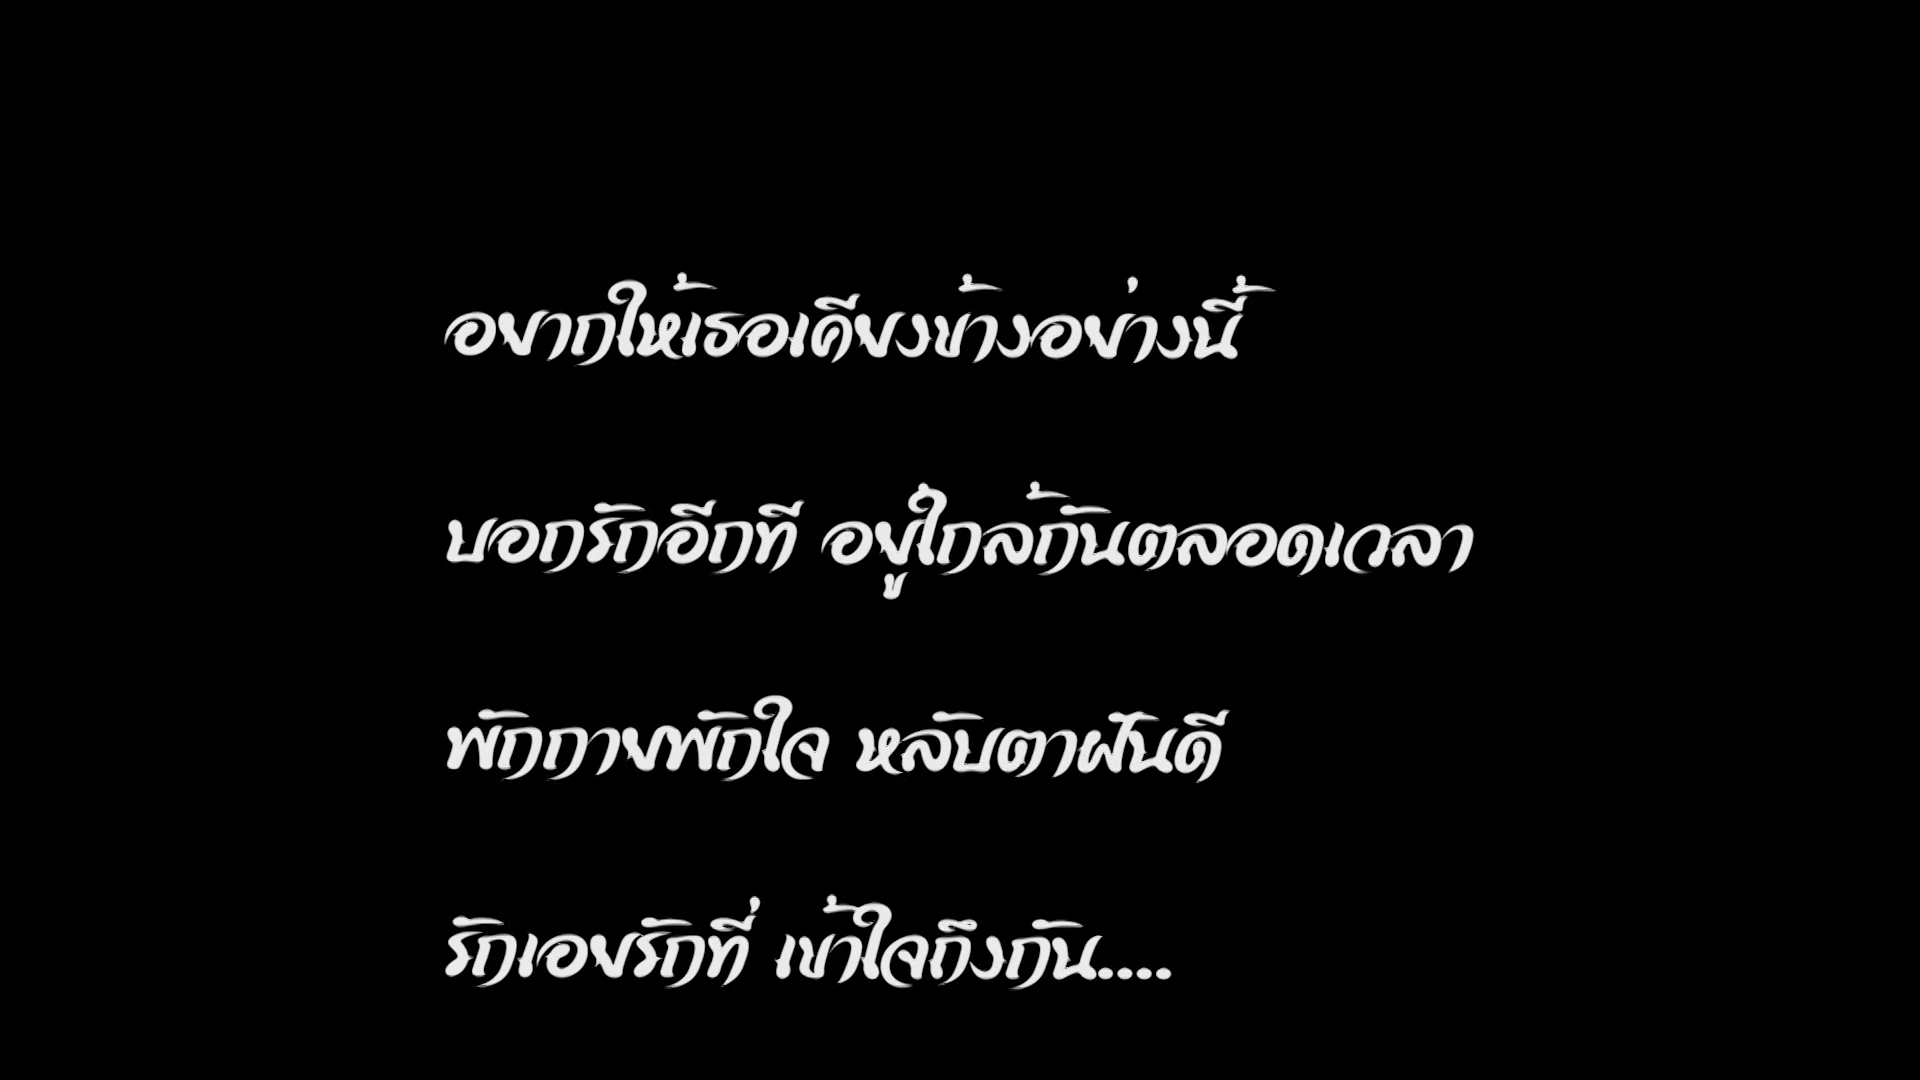 อยากให้เธอเคียงข้างอย่างนี้
บอกรักอีกที อยู่ใกล้กันตลอดเวลา
พักกายพักใจ หลับตาฝันดี
รักเอยรักที่ เข้าใจถึงกัน....